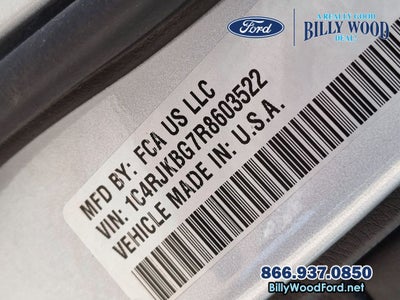 Ford
A REALLY GOOD
BILLY WOOD
DEAL!
MFD BY: FCA US LLC
VIN: 1C4RJKBG7R8603522
VEHICLE MADE IN: U.S.A.
866.937.0850
BillyWoodFord.net